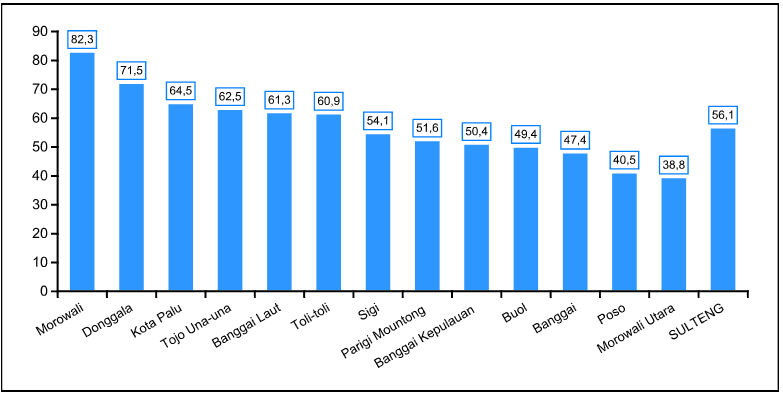 90
80
70
60
50
40
30
20
10
0
82,3
71,5
64,5
62,5
61,3
60,9
54,1
51,6
50,4
49,4
47,4
40,5
38,8
56,1
Morowali
Donggala
Kota Palu
Tojo Una-una
Banggai Laut
Toli-toli
Sigi
Parigi Mountong
Banggai Kepulauan
Buol
Banggai
Poso
Morowali Utara
SULTENG